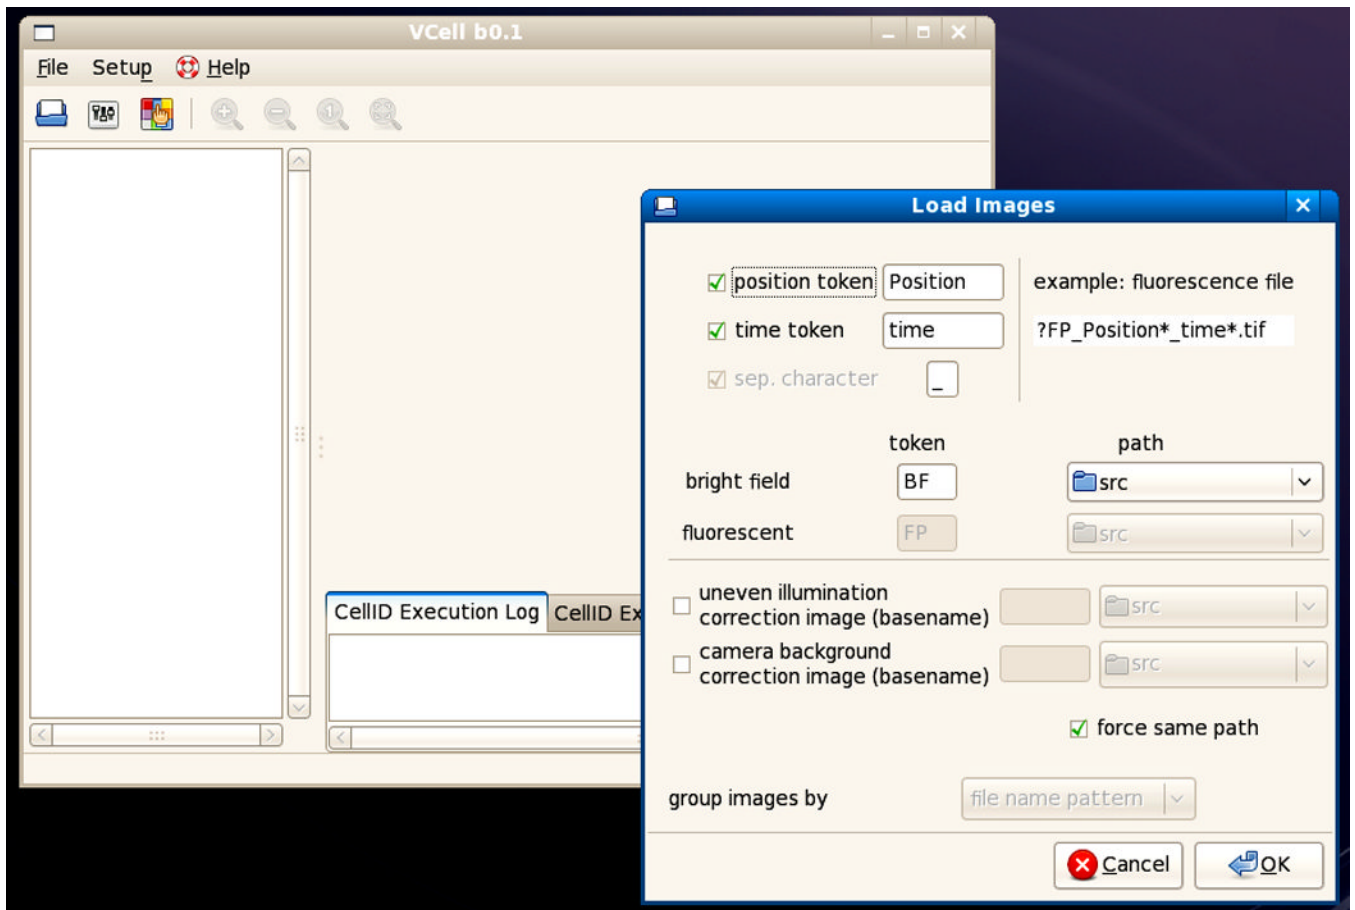 VCell b0.1
File Setup Help
Load Images
position token Position example: fluorescence file
time token time ?FP_Position*_time*.tif
sep. character _
token path
bright field BF src
fluorescent FP src
uneven illumination
correction image (basename) src
camera background
correction image (basename) src
force same path
group images by file name pattern
Cancel OK
CellID Execution Log CellID Ex